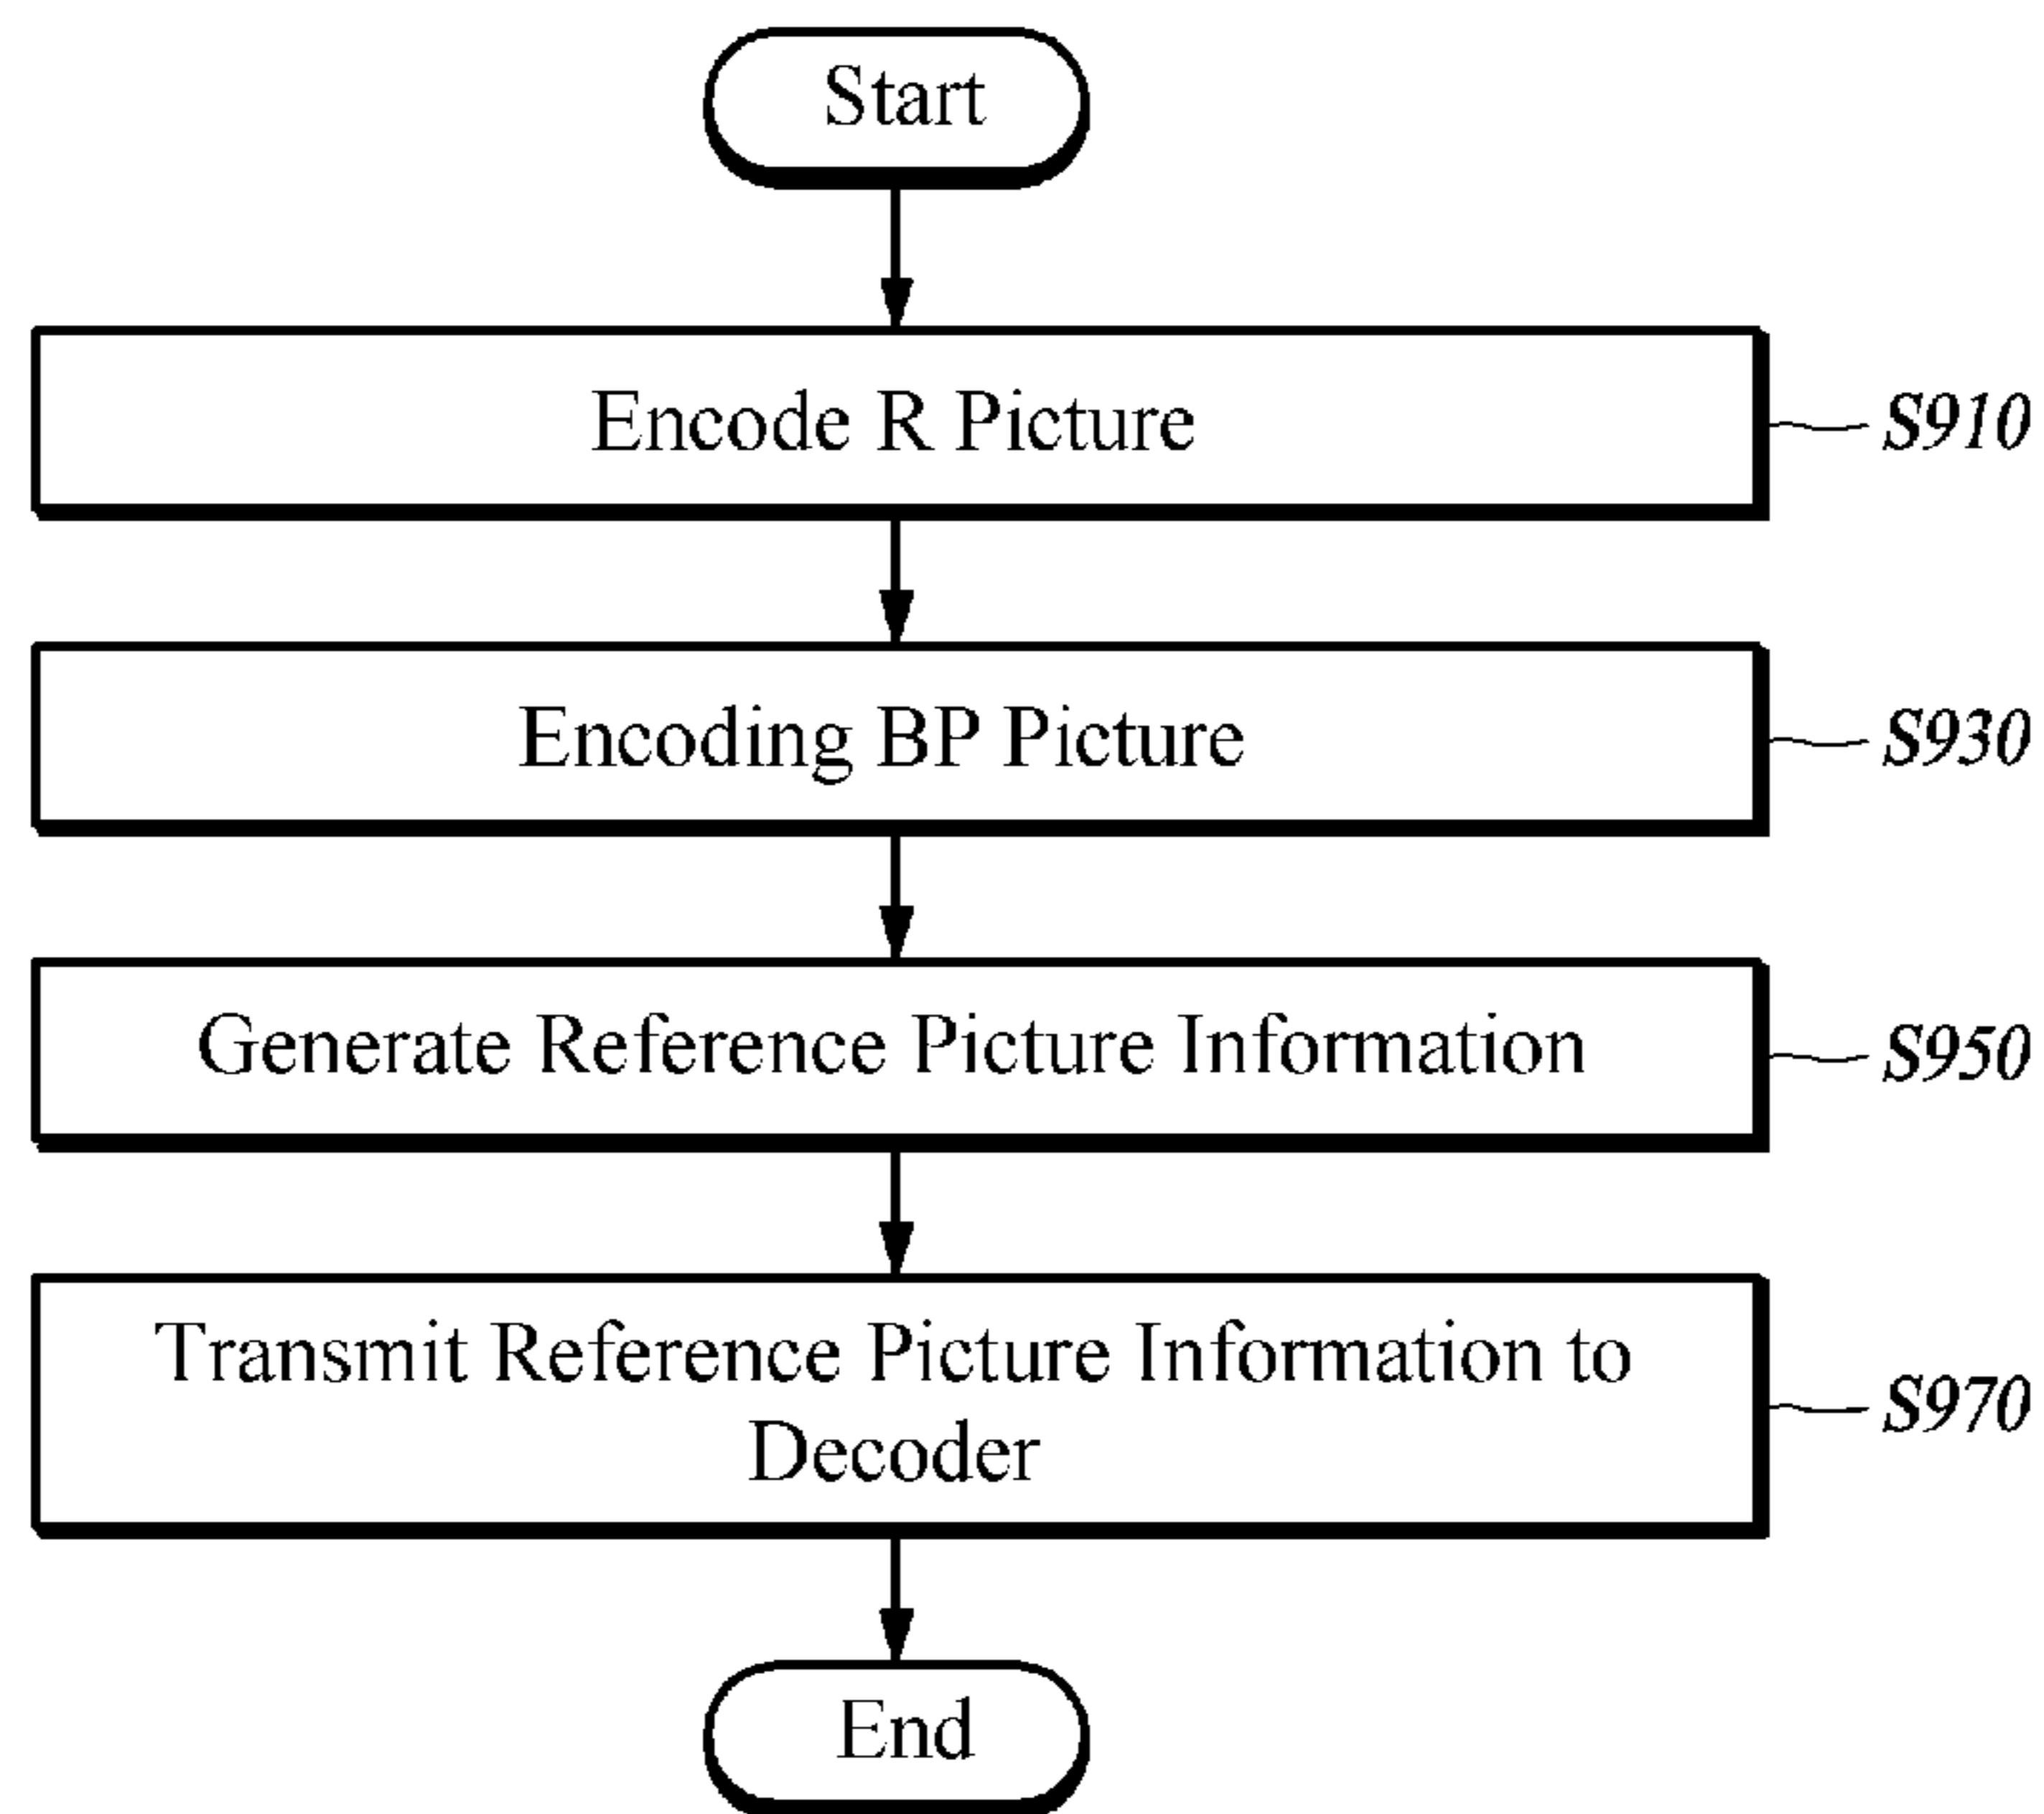 Start
Encode R Picture
S910
Encoding BP Picture
S930
Generate Reference Picture Information
S950
Transmit Reference Picture Information to
Decoder
S970
End